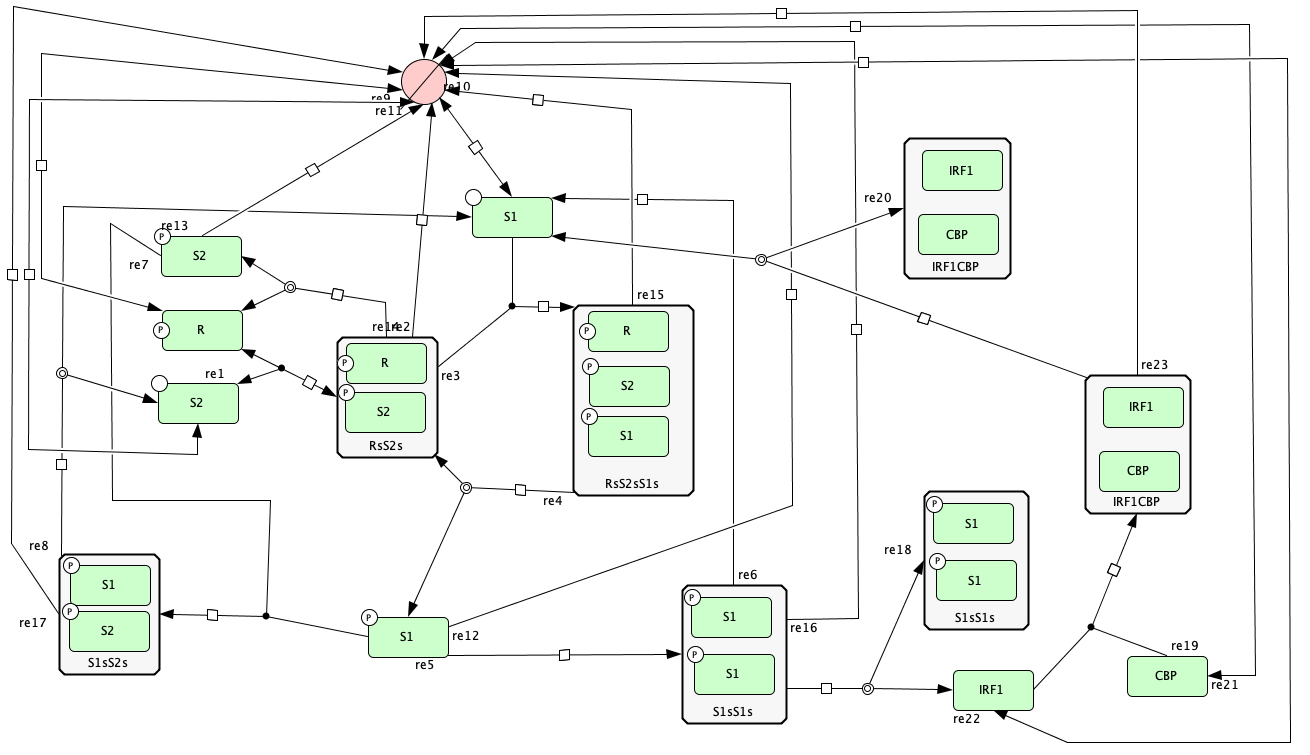 re10
re9
re11
IRF1
re20
S1
re13
CBP
P
S2
re7
IRF1CBP
re15
R
P
R
P
re14
re2
R
P
re23
re1
re3
S2
P
S2
IRF1
S2
P
S1
P
RsS2s
CBP
RsS2sS1s
re4
IRF1CBP
P
S1
re8
re18
P
S1
P
S1
re6
P
S2
P
S1
P
S1
S1sS1s
re17
re12
re16
re5
S1sS2s
P
S1
re19
CBP
re21
IRF1
re22
S1sS1s